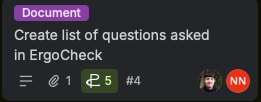 Document
Create list of questions asked
in ErgoCheck
1 5 #4 NN